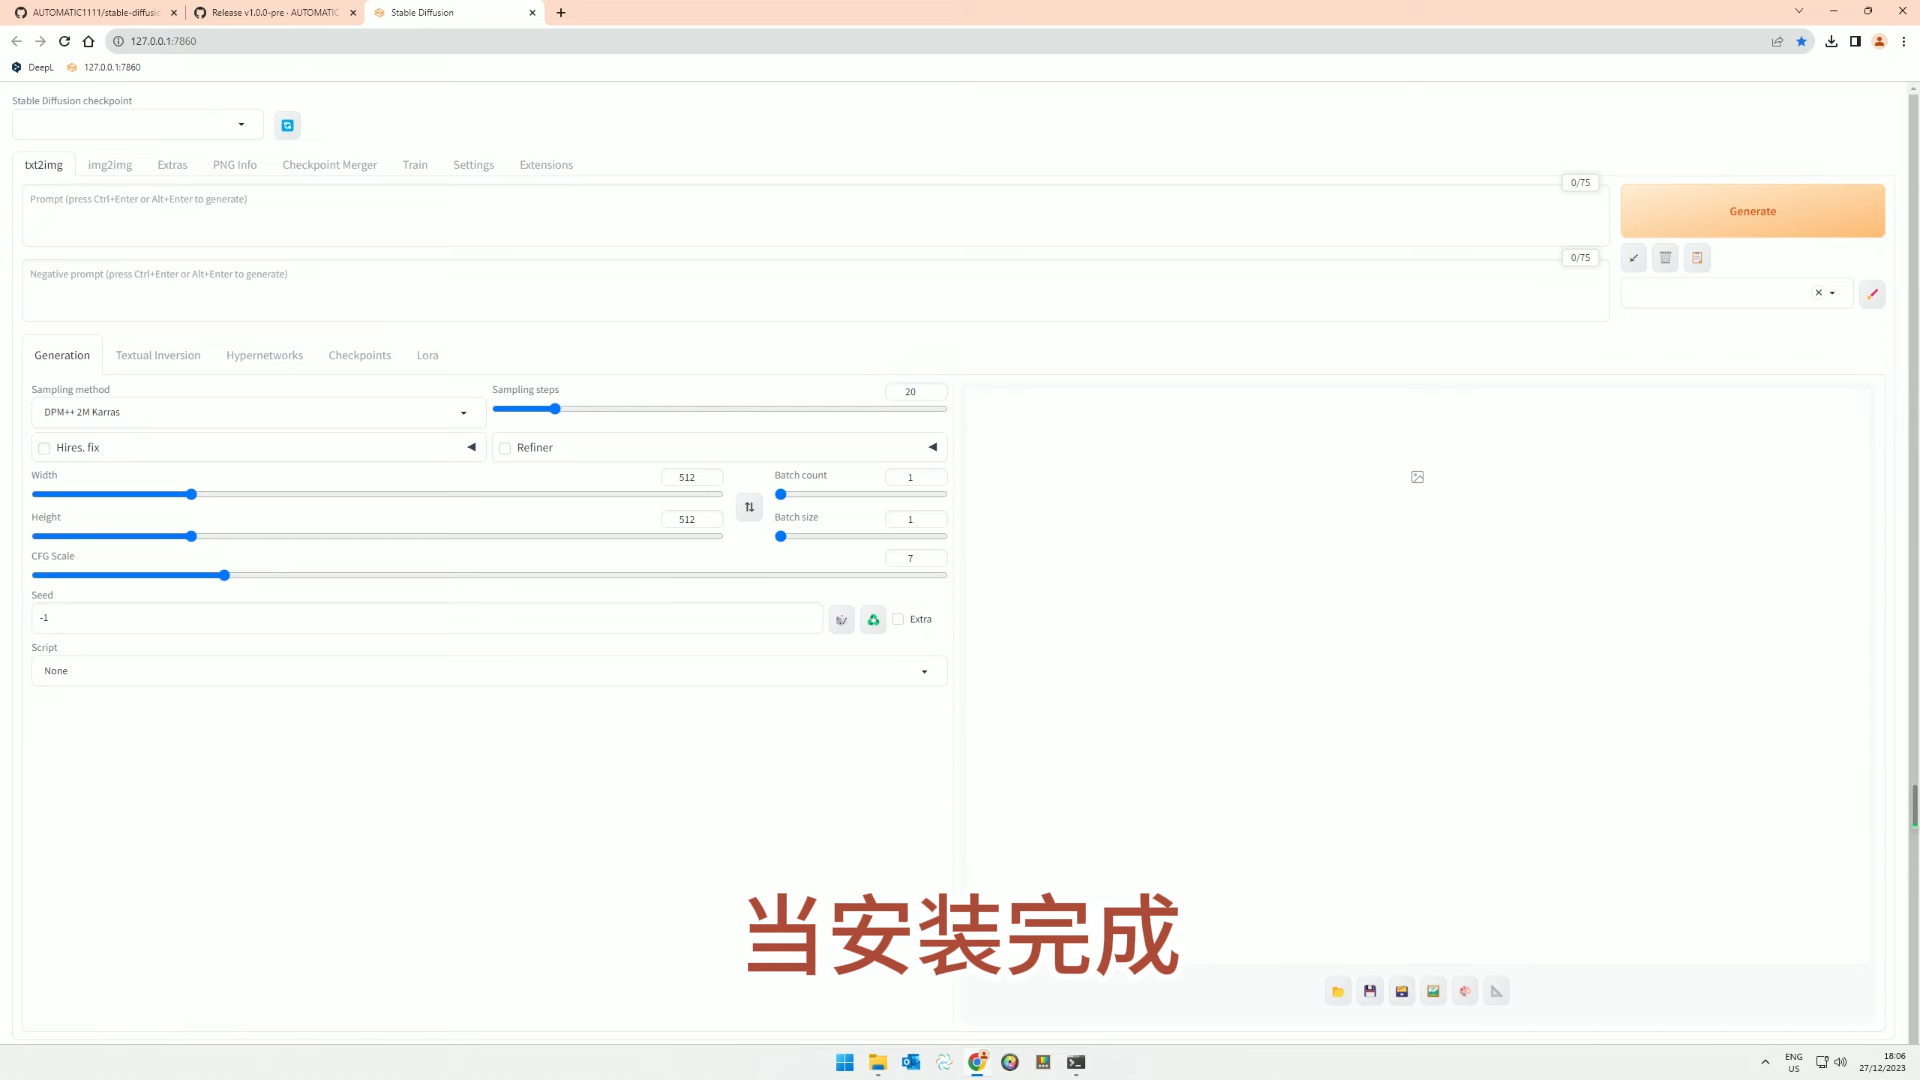 AUTOMATIC1111/stable-diffusic
Release v1.0.0-pre · AUTOMATIC
Stable Diffusion
127.0.0.1:7860
DeepL
127.0.0.1:7860
Stable Diffusion checkpoint
txt2img
img2img
Extras
PNG Info
Checkpoint Merger
Train
Settings
Extensions
Prompt (press Ctrl+Enter or Alt+Enter to generate)
0/75
Generate
Negative prompt (press Ctrl+Enter or Alt+Enter to generate)
0/75
Generation
Textual Inversion
Hypernetworks
Checkpoints
Lora
Sampling method
DPM++ 2M Karras
Sampling steps
20
Hires. fix
Refiner
Width
512
Batch count
1
Height
512
Batch size
1
CFG Scale
7
Seed
-1
Extra
Script
None
当安装完成
ENG
US
18:06
27/12/2023